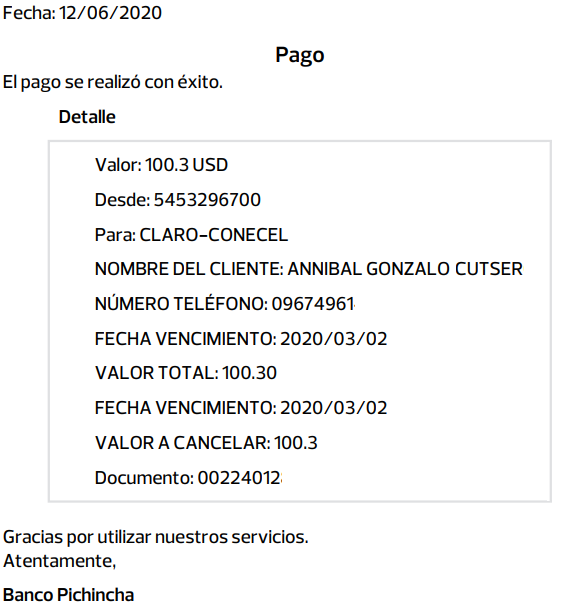 Fecha: 12/06/2020
Pago
El pago se realizó con éxito.
Detalle
Valor: 100.3 USD
Desde: 5453296700
Para: CLARO-CONECEL
NOMBRE DEL CLIENTE: ANNIBAL GONZALO CUTSER
NÚMERO TELÉFONO: 09674961
FECHA VENCIMIENTO: 2020/03/02
VALOR TOTAL: 100.30
FECHA VENCIMIENTO: 2020/03/02
VALOR A CANCELAR: 100.3
Documento: 00224012
Gracias por utilizar nuestros servicios.
Atentamente,
Banco Pichincha